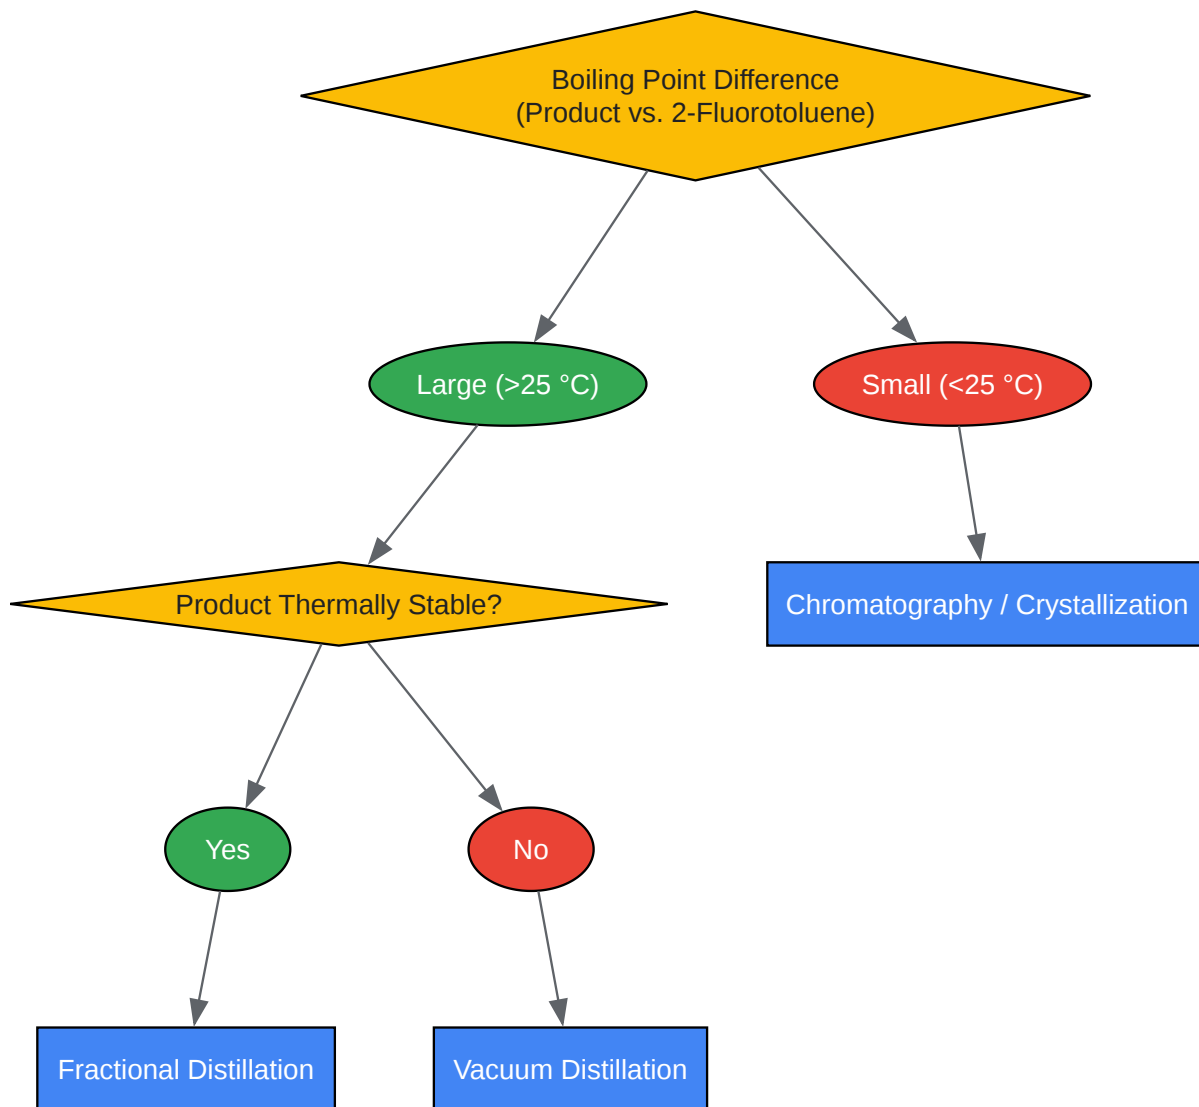 Boiling Point Difference
(Product vs. 2-Fluorotoluene)
Large (>25 °C)
Small (<25 °C)
Product Thermally Stable?
Chromatography / Crystallization
Yes
No
Fractional Distillation
Vacuum Distillation